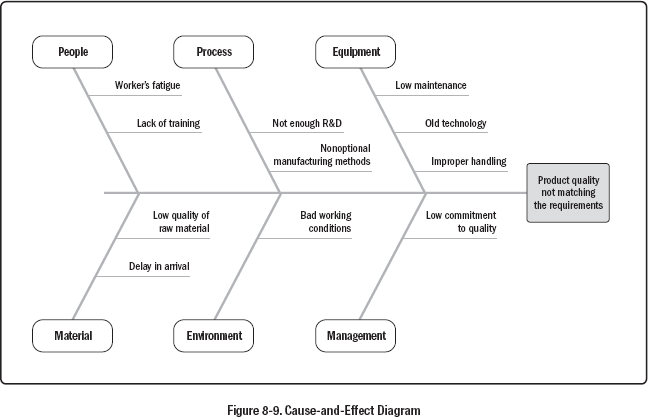 People
Process
Equipment
Worker's fatigue
Low maintenance
Lack of training
Not enough R&D
Old technology
Nonoptional
manufacturing methods
Improper handling
Product quality
not matching
the requirements
Low quality of
raw material
Bad working
conditions
Low commitment
to quality
Delay in arrival
Material
Environment
Management
Figure 8-9. Cause-and-Effect Diagram